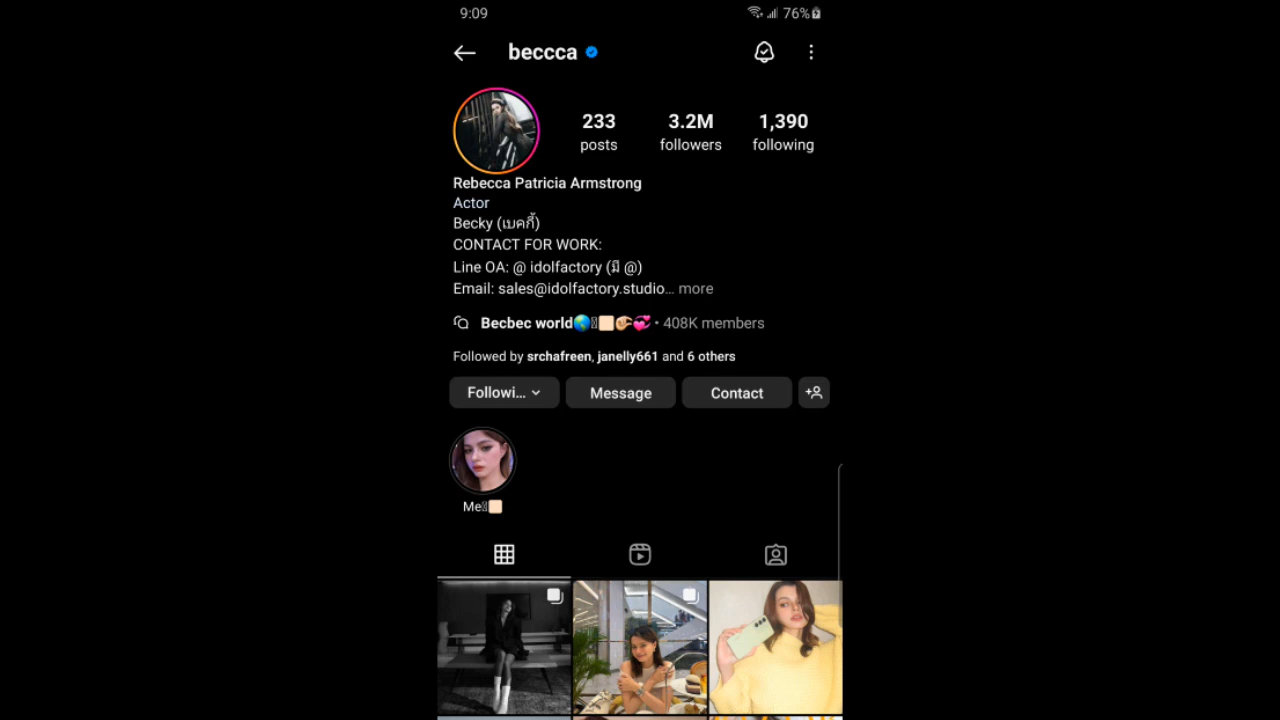 9:09
76%
beccca
233
3.2M
1,390
posts
followers
following
Rebecca Patricia Armstrong
Actor
Becky (เบคกี้)
CONTACT FOR WORK:
Line OA: @ idolfactory (มี @)
Email: sales@idolfactory.studio... more
Becbec world🌎🏻🫰🏼💞 • 408K members
Followed by srchafreen, janelly661 and 6 others
Followi...
Message
Contact
Me🏻